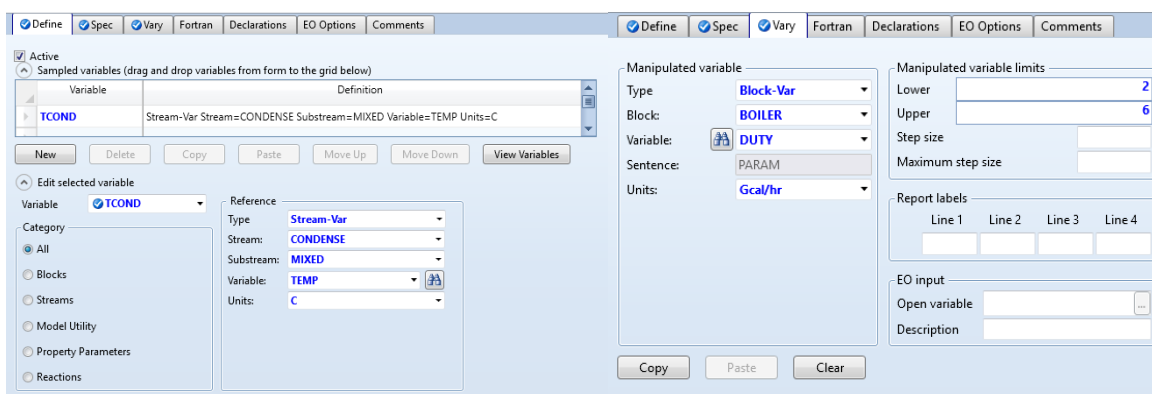 Define Spec Vary Fortran Declarations EO Options Comments
Active
Sampled variables (drag and drop variables from form to the grid below)
Variable Definition
TCOND Stream-Var Stream=CONDENSE Substream=MIXED Variable=TEMP Units=C
New Delete Copy Paste Move Up Move Down View Variables
Edit selected variable
Variable TCOND
Category
All
Blocks
Streams
Model Utility
Property Parameters
Reactions
Reference
Type Stream-Var
Stream: CONDENSE
Substream: MIXED
Variable: TEMP
Units: C
Define Spec Vary Fortran Declarations EO Options Comments
Manipulated variable
Type Block-Var
Block: BOILER
Variable: DUTY
Sentence: PARAM
Units: Gcal/hr
Manipulated variable limits
Lower 2
Upper 6
Step size
Maximum step size
Report labels
Line 1 Line 2 Line 3 Line 4
EO input
Open variable ...
Description
Copy Paste Clear